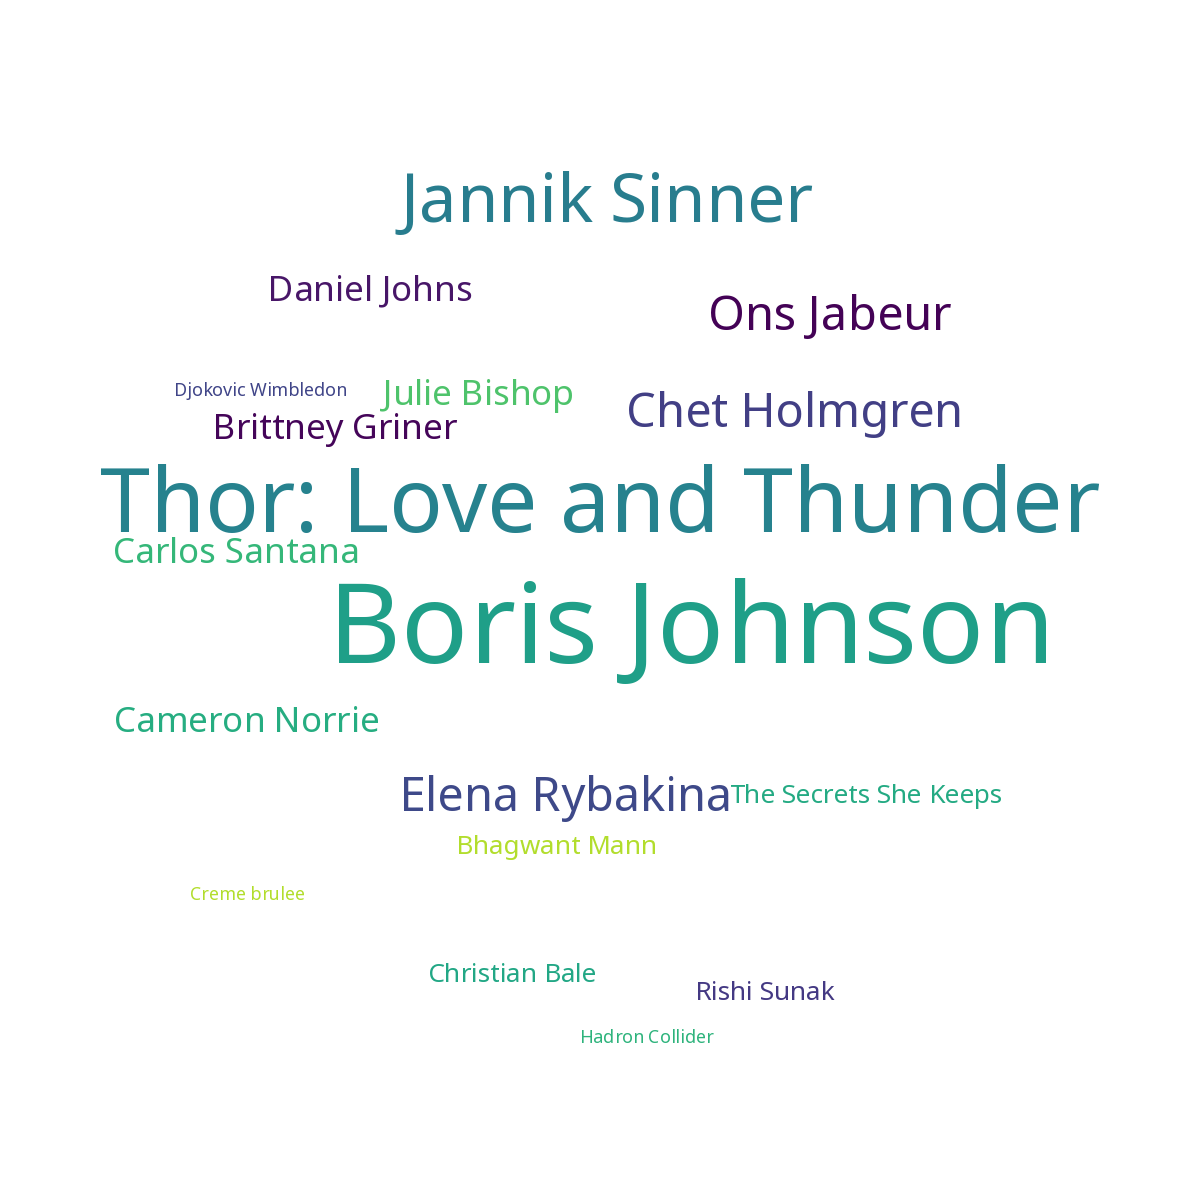 Jannik Sinner
Daniel Johns
Ons Jabeur
Djokovic Wimbledon
Julie Bishop
Chet Holmgren
Brittney Griner
Thor: Love and Thunder
Carlos Santana
Boris Johnson
Cameron Norrie
Elena Rybakina
The Secrets She Keeps
Bhagwant Mann
Creme brulee
Christian Bale
Rishi Sunak
Hadron Collider